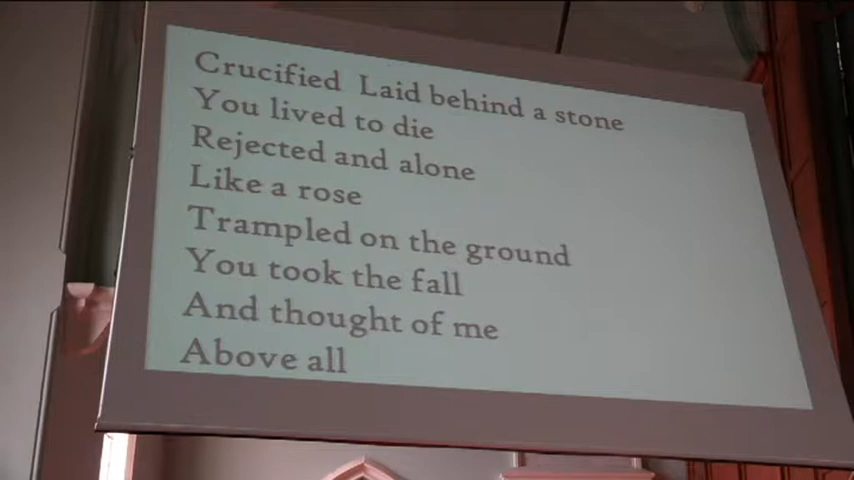 Crucified  Laid behind a stone
You lived to die
Rejected and alone
Like a rose
Trampled on the ground
You took the fall
And thought of me
Above all